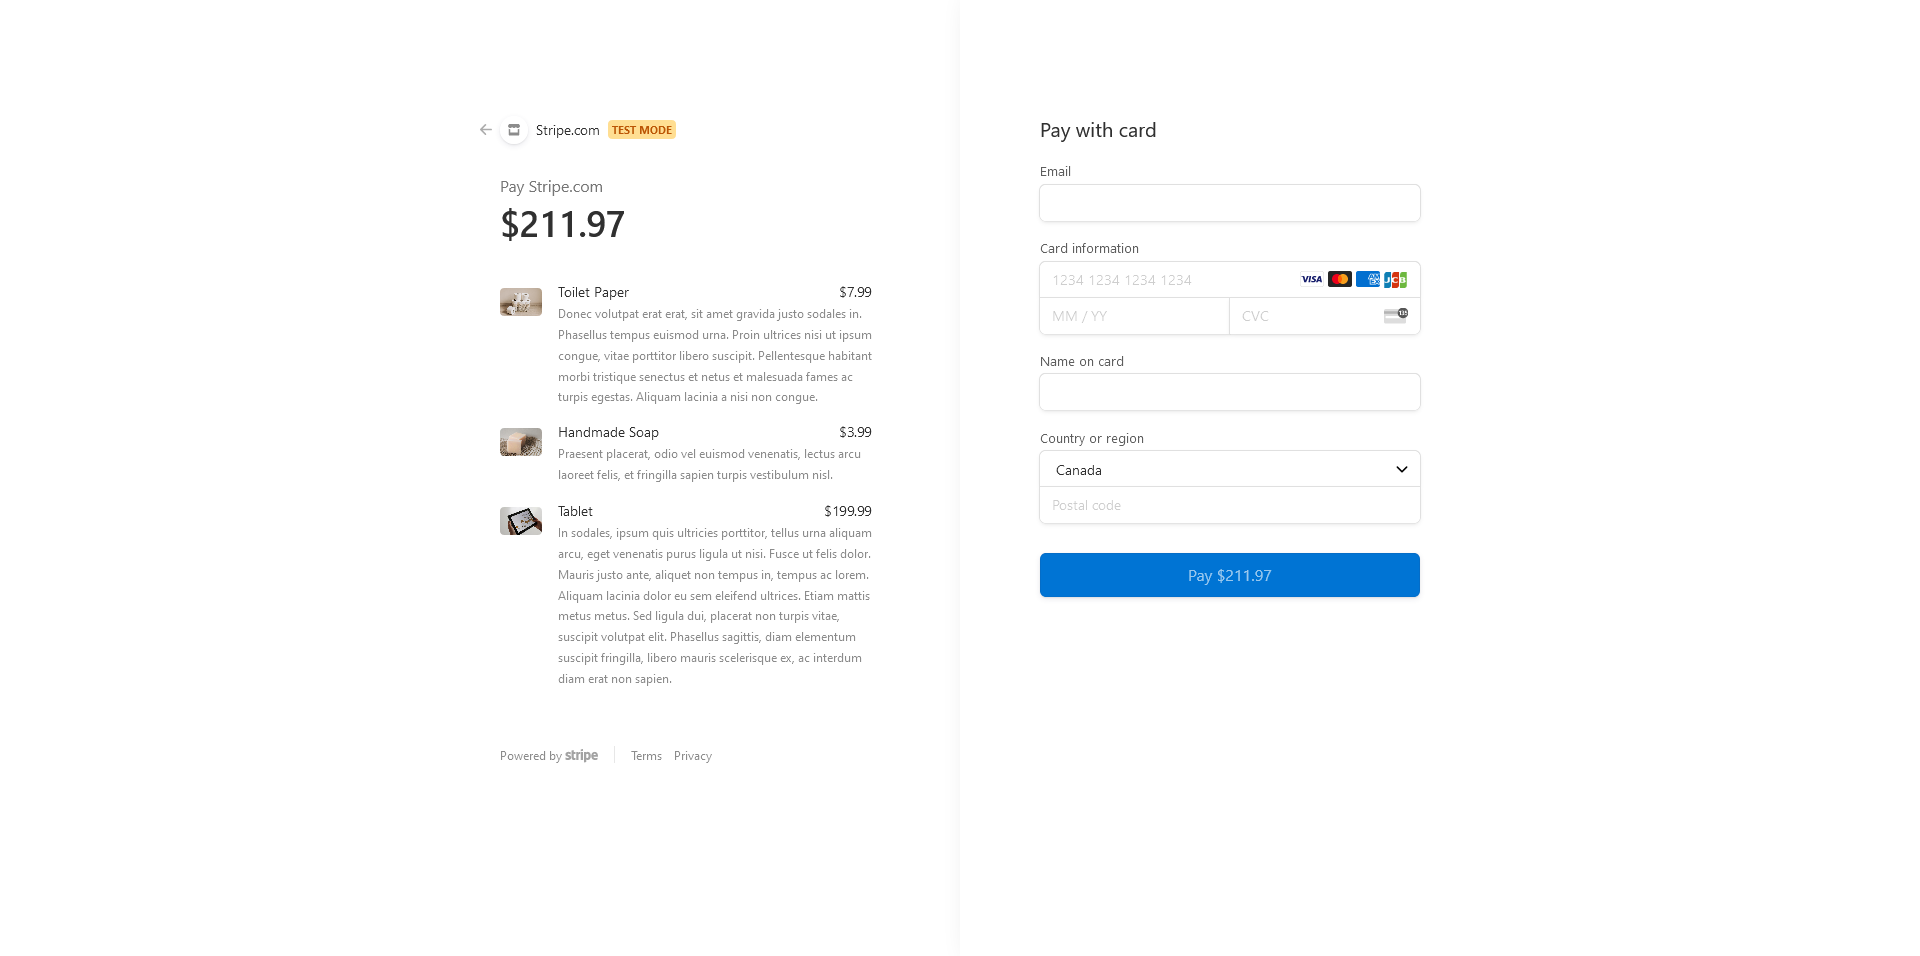 Stripe.com TEST MODE
Pay Stripe.com
$211.97
Toilet Paper $7.99
Donec volutpat erat erat, sit amet gravida justo sodales in.
Phasellus tempus euismod urna. Proin ultrices nisi ut ipsum
congue, vitae porttitor libero suscipit. Pellentesque habitant
morbi tristique senectus et netus et malesuada fames ac
turpis egestas. Aliquam lacinia a nisi non congue.
Handmade Soap $3.99
Praesent placerat, odio vel euismod venenatis, lectus arcu
laoreet felis, et fringilla sapien turpis vestibulum nisl.
Tablet $199.99
In sodales, ipsum quis ultricies porttitor, tellus urna aliquam
arcu, eget venenatis purus ligula ut nisi. Fusce ut felis dolor.
Mauris justo ante, aliquet non tempus in, tempus ac lorem.
Aliquam lacinia dolor eu sem eleifend ultrices. Etiam mattis
metus metus. Sed ligula dui, placerat non turpis vitae,
suscipit volutpat elit. Phasellus sagittis, diam elementum
suscipit fringilla, libero mauris scelerisque ex, ac interdum
diam erat non sapien.
Powered by stripe Terms Privacy
Pay with card
Email
Card information
1234 1234 1234 1234 VISA AMEX JCB
MM / YY CVC 135
Name on card
Country or region
Canada
Postal code
Pay $211.97